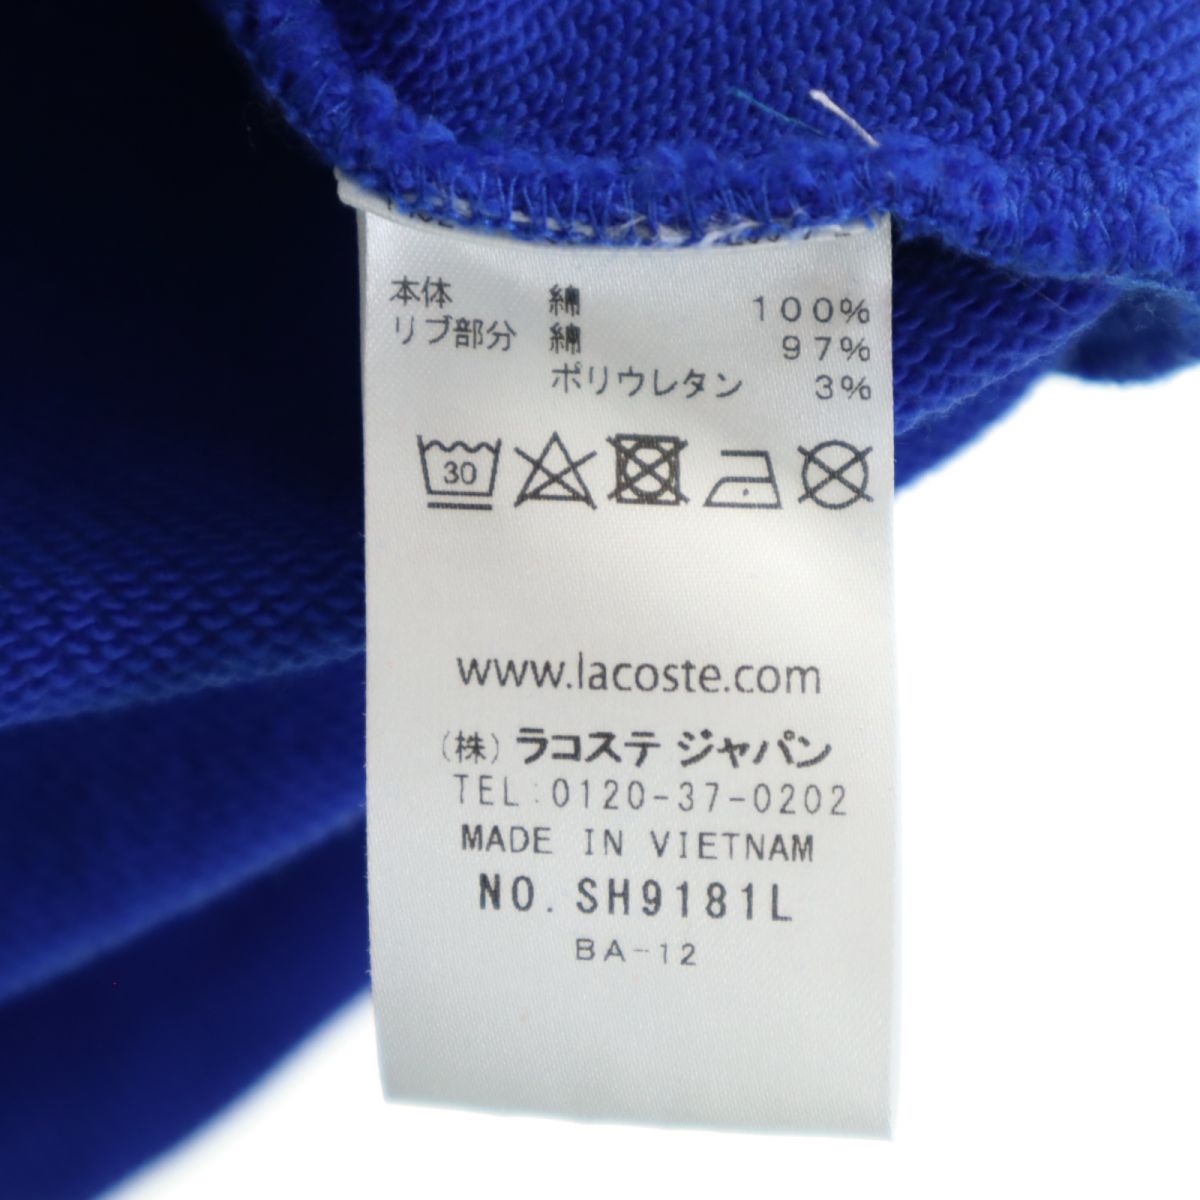 本体 綿 100%
リブ部分 綿 97%
ポリウレタン 3%
30
www.lacoste.com
(株) ラコステ ジャパン
TEL:0120-37-0202
MADE IN VIETNAM
NO. SH9181L
BA-12